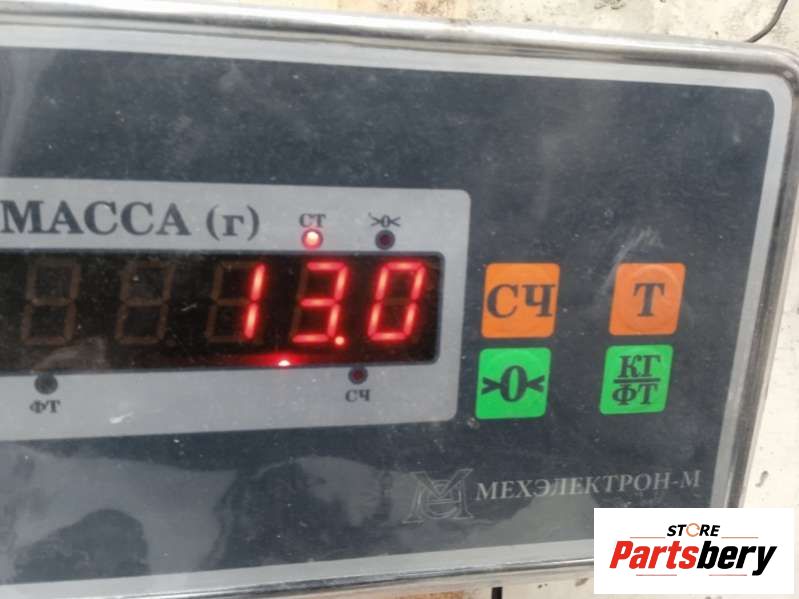 МАССА (г)
СТ
>0<
13.0
ФТ
СЧ
СЧ
Т
>0<
КГ
ФТ
МЕХЭЛЕКТРОН-М
STORE
Partsbery